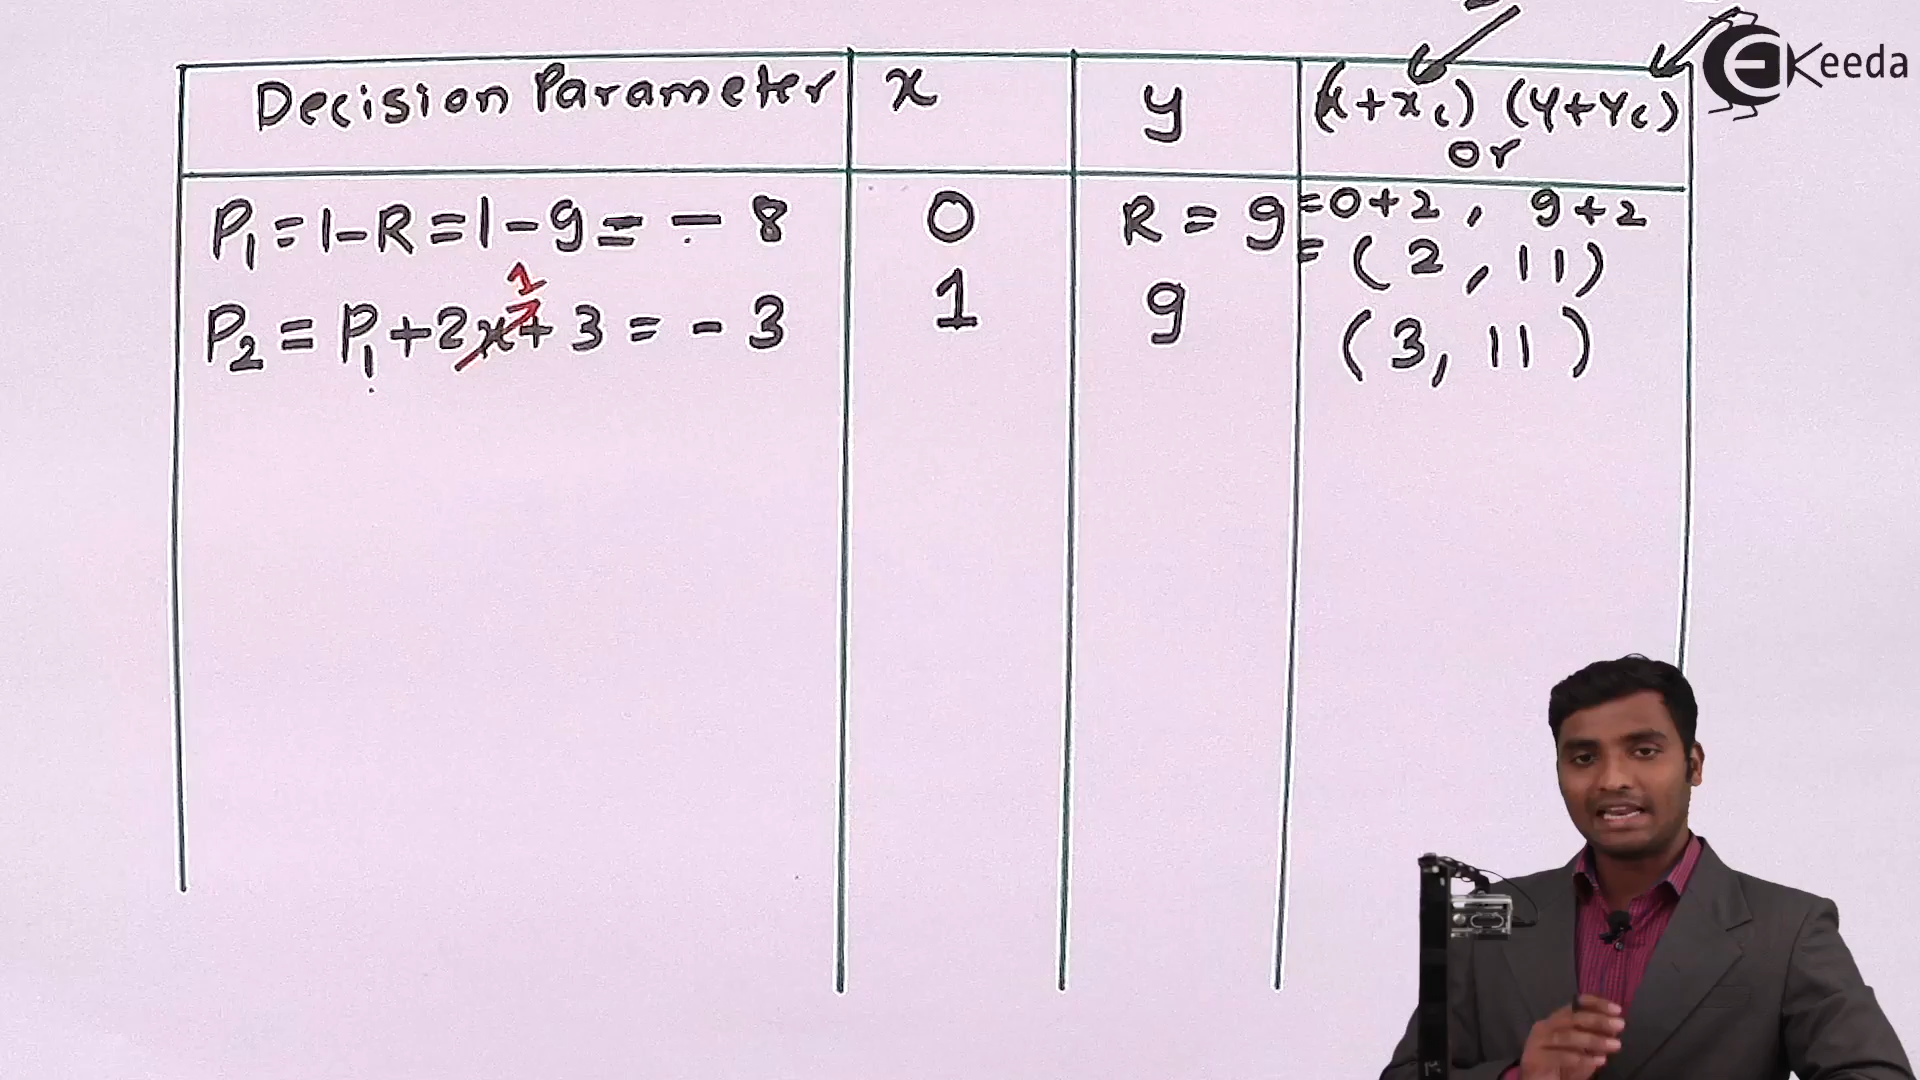 Keeda
Decision Parameter x y (x+xc) (y+yc)
or
P1 = 1-R = 1-9 = -8 0 R = 9 = 0+2 , 9+2
= (2 , 11)
1
P2 = P1 + 2x + 3 = -3 1 9 (3, 11)